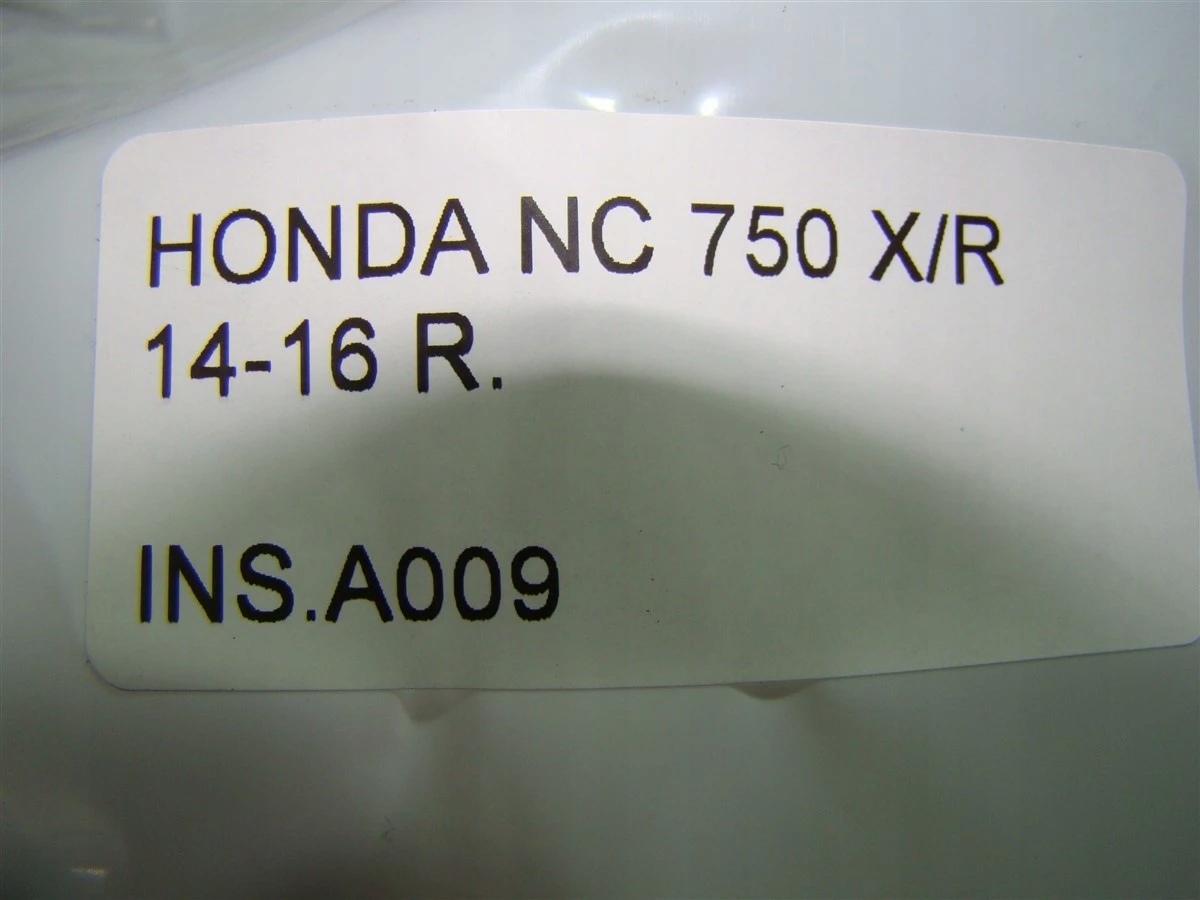 HONDA NC 750 X/R
14-16 R.
INS.A009